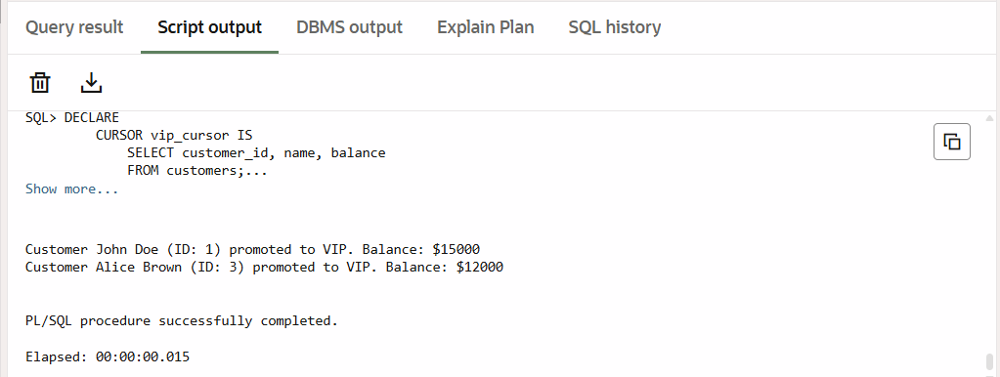 Query result Script output DBMS output Explain Plan SQL history
SQL> DECLARE
CURSOR vip_cursor IS
SELECT customer_id, name, balance
FROM customers;...
Show more...
Customer John Doe (ID: 1) promoted to VIP. Balance: $15000
Customer Alice Brown (ID: 3) promoted to VIP. Balance: $12000
PL/SQL procedure successfully completed.
Elapsed: 00:00:00.015